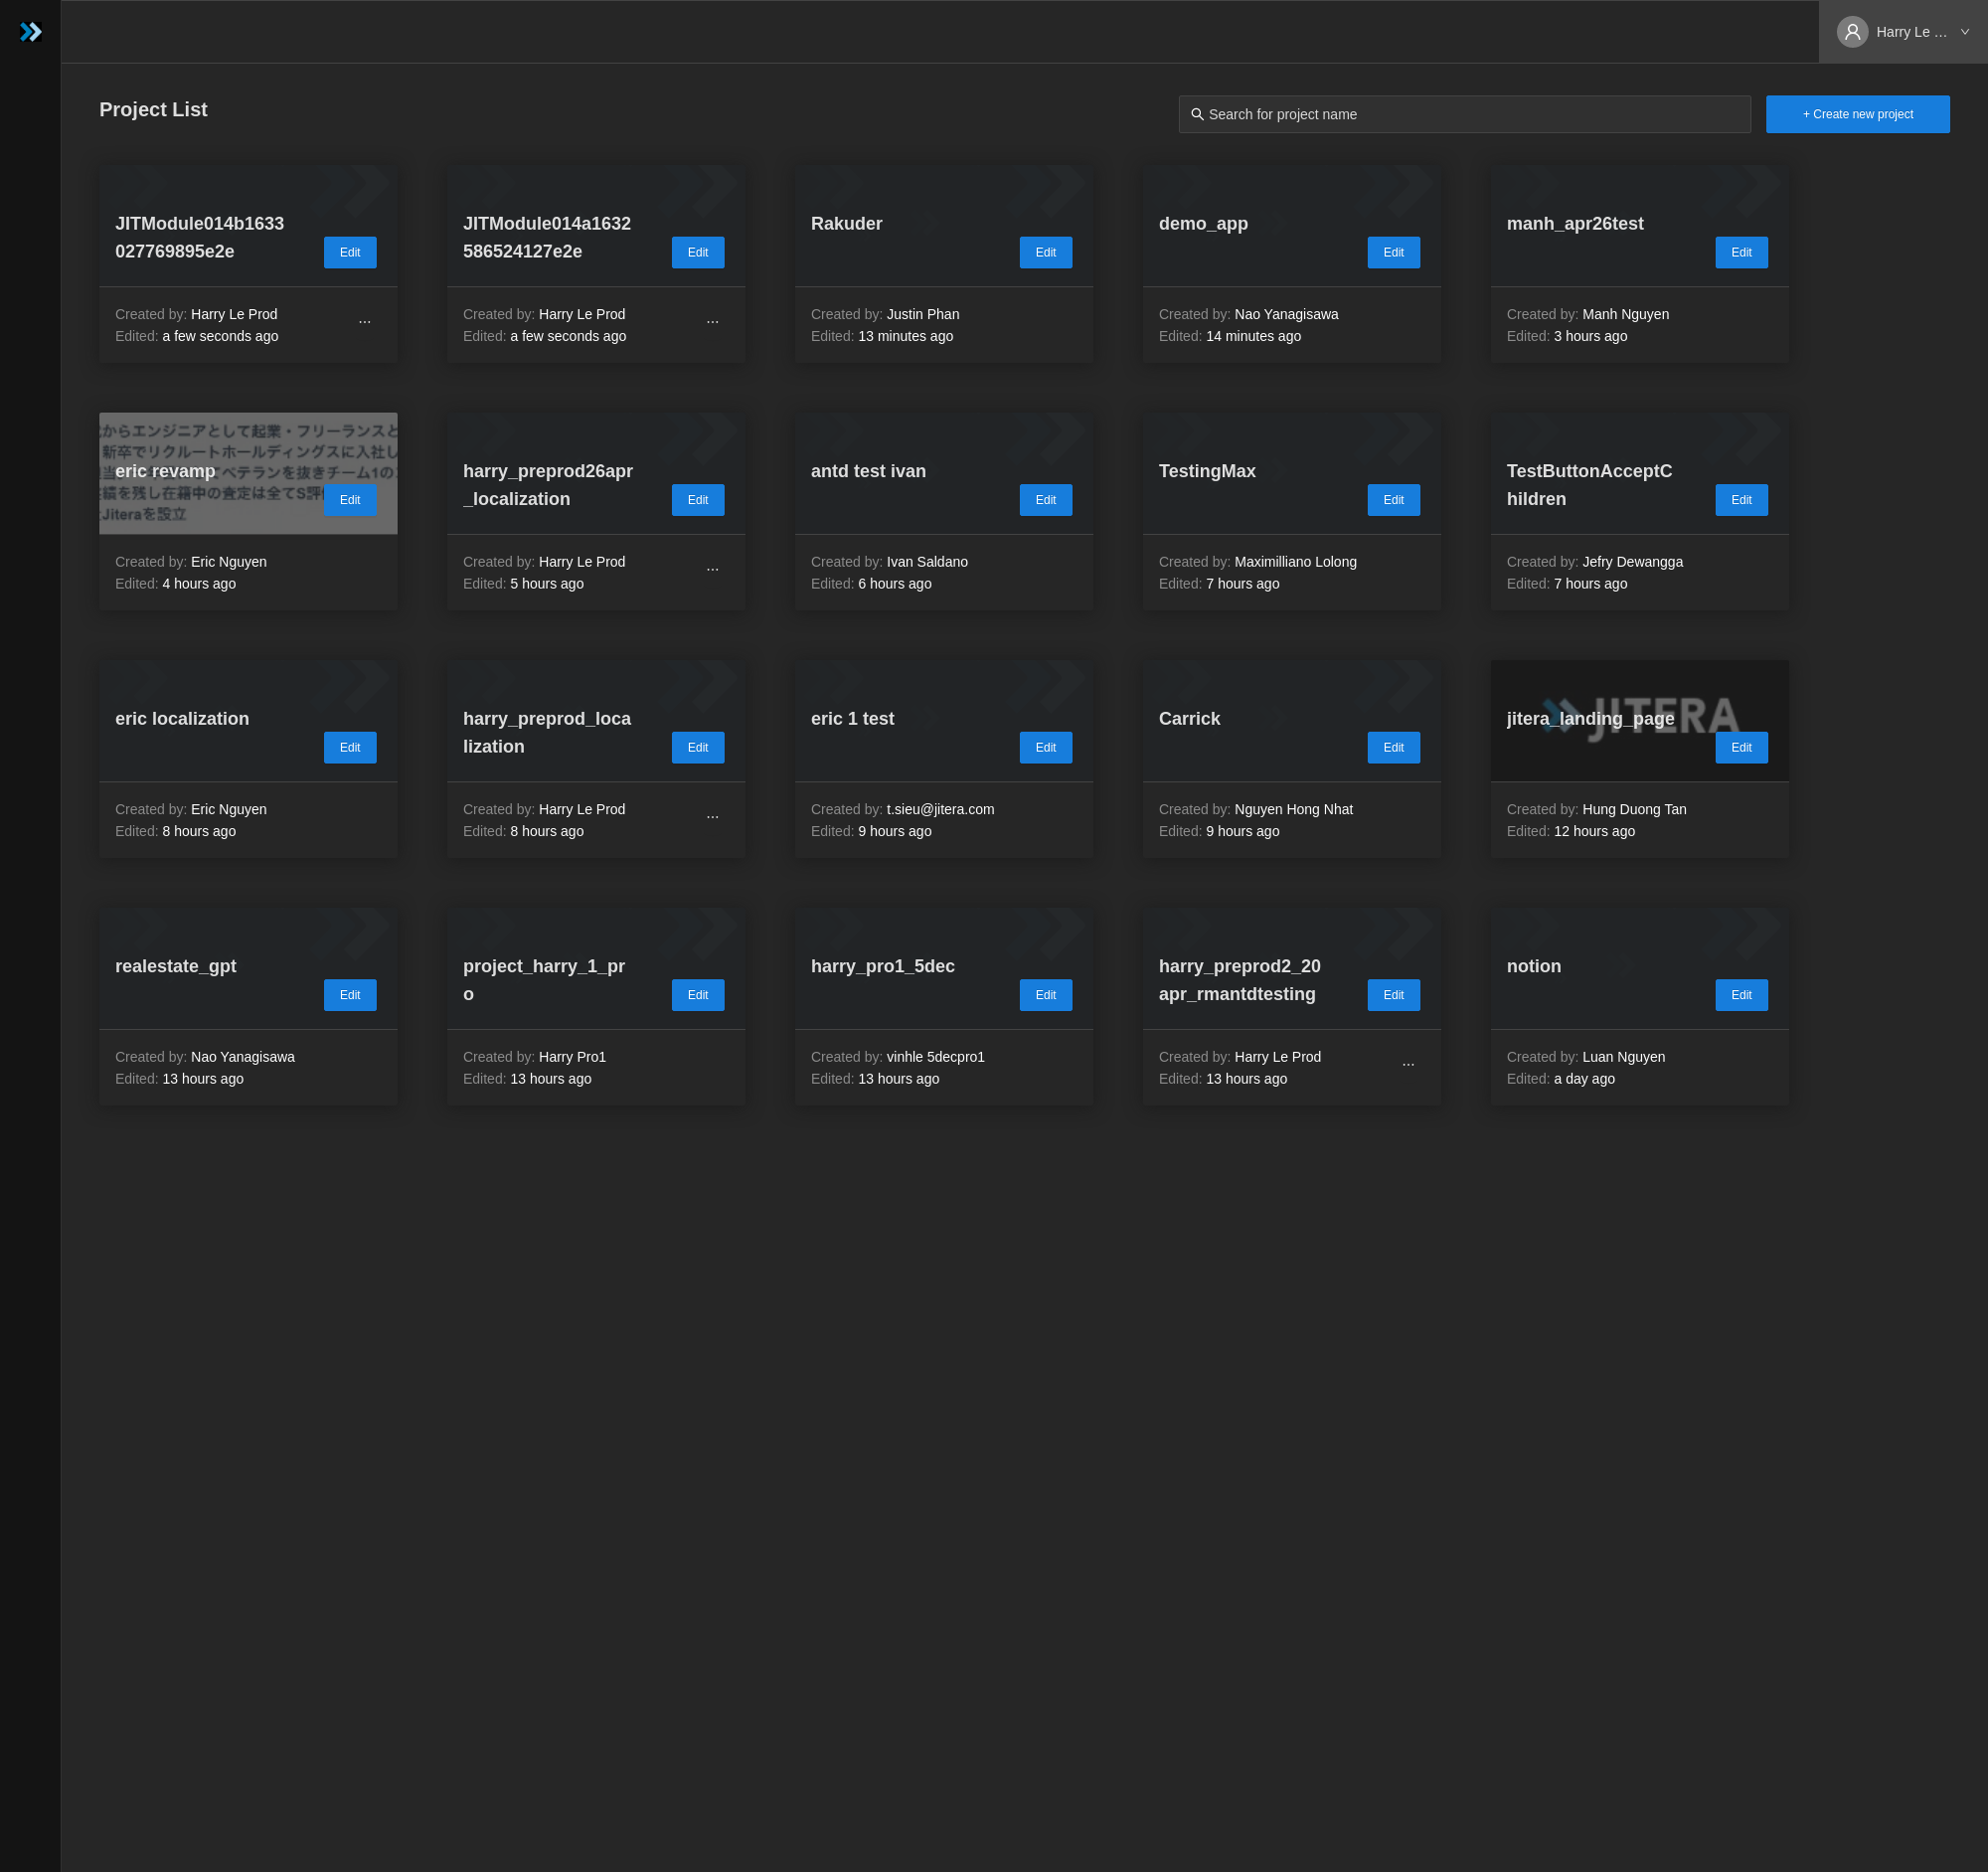 Harry Le ...
Project List
Search for project name
+ Create new project
JITModule014b1633
027769895e2e
Edit
Created by: Harry Le Prod
Edited: a few seconds ago
...
JITModule014a1632
586524127e2e
Edit
Created by: Harry Le Prod
Edited: a few seconds ago
...
Rakuder
Edit
Created by: Justin Phan
Edited: 13 minutes ago
demo_app
Edit
Created by: Nao Yanagisawa
Edited: 14 minutes ago
manh_apr26test
Edit
Created by: Manh Nguyen
Edited: 3 hours ago
からエンジニアとして起業・フリーランスと
新卒でリクルートホールディングスに入社し
eric revamp
てベテランを抜きチーム1の
績を残し在籍中の査定は全てS評
Jiteraを設立
Edit
Created by: Eric Nguyen
Edited: 4 hours ago
harry_preprod26apr
_localization
Edit
Created by: Harry Le Prod
Edited: 5 hours ago
...
antd test ivan
Edit
Created by: Ivan Saldano
Edited: 6 hours ago
TestingMax
Edit
Created by: Maximilliano Lolong
Edited: 7 hours ago
TestButtonAcceptC
hildren
Edit
Created by: Jefry Dewangga
Edited: 7 hours ago
eric localization
Edit
Created by: Eric Nguyen
Edited: 8 hours ago
harry_preprod_loca
lization
Edit
Created by: Harry Le Prod
Edited: 8 hours ago
...
eric 1 test
Edit
Created by: t.sieu@jitera.com
Edited: 9 hours ago
Carrick
Edit
Created by: Nguyen Hong Nhat
Edited: 9 hours ago
JITERA
jitera_landing_page
Edit
Created by: Hung Duong Tan
Edited: 12 hours ago
realestate_gpt
Edit
Created by: Nao Yanagisawa
Edited: 13 hours ago
project_harry_1_pr
o
Edit
Created by: Harry Pro1
Edited: 13 hours ago
harry_pro1_5dec
Edit
Created by: vinhle 5decpro1
Edited: 13 hours ago
harry_preprod2_20
apr_rmantdtesting
Edit
Created by: Harry Le Prod
Edited: 13 hours ago
...
notion
Edit
Created by: Luan Nguyen
Edited: a day ago